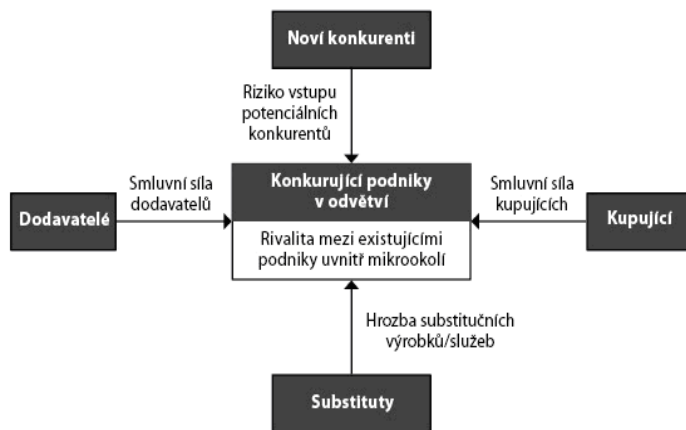 Noví konkurenti
Riziko vstupu
potenciálních
konkurentů
Smluvní síla
dodavatelů
Konkurující podniky
v odvětví
Smluvní síla
kupujících
Dodavatelé
Kupující
Rivalita mezi existujícími
podniky uvnitř mikrookolí
Hrozba substitučních
výrobků/služeb
Substituty